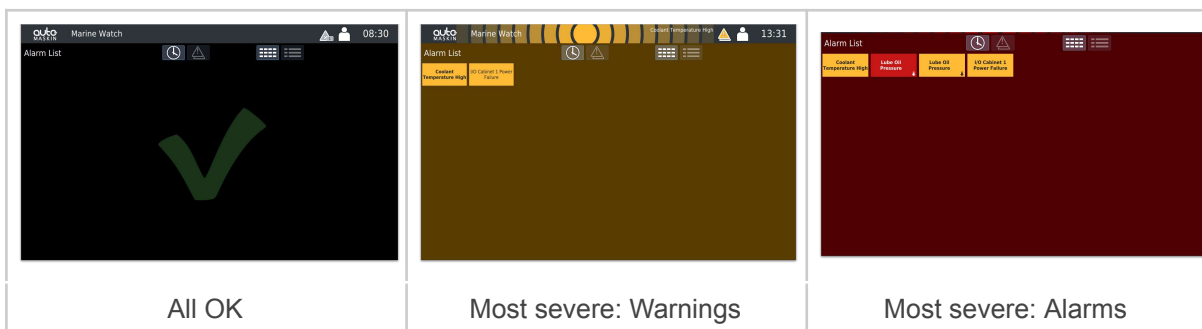 auto
MASKIN
Marine Watch
08:30
Alarm List
auto
MASKIN
Marine Watch
Coolant Temperature High
13:31
Alarm List
Coolant
Temperature High
I/O Cabinet 1 Power
Failure
Alarm List
Coolant
Temperature High
Lube Oil
Pressure
Lube Oil
Pressure
I/O Cabinet 1
Power Failure
All OK
Most severe: Warnings
Most severe: Alarms